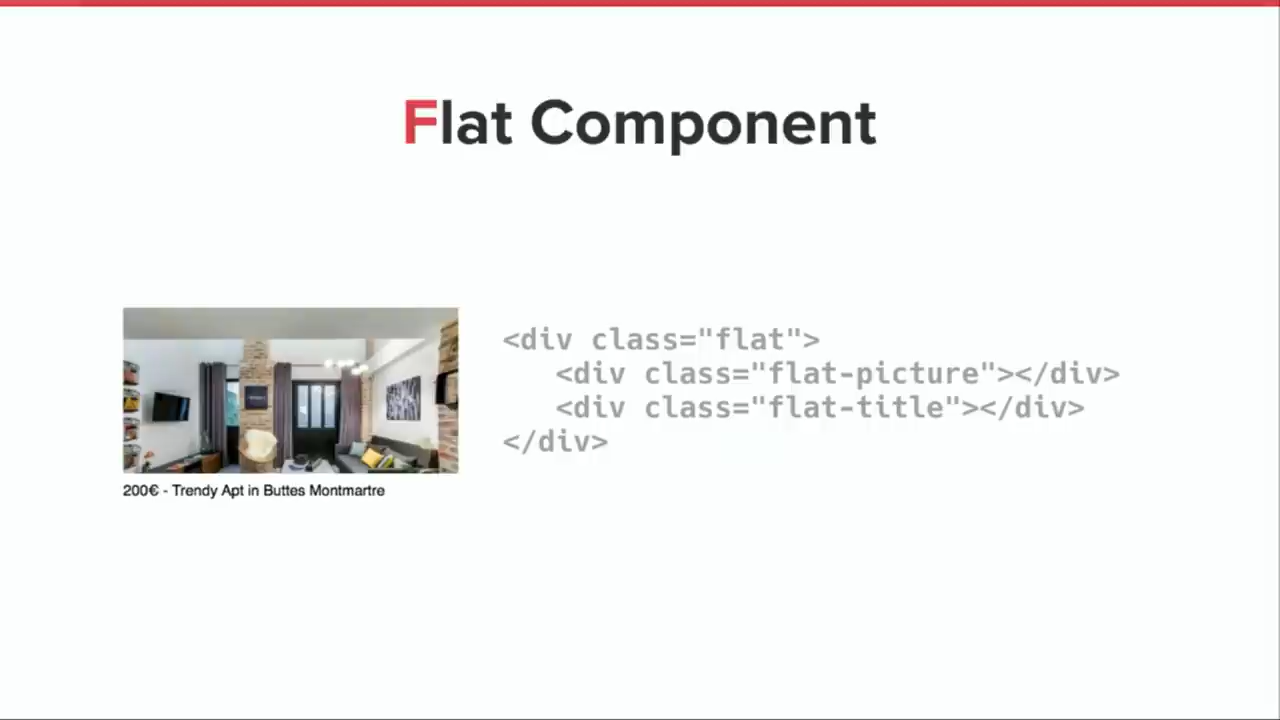 Flat Component
<div class="flat">
<div class="flat-picture"></div>
<div class="flat-title"></div>
</div>
200€ - Trendy Apt in Buttes Montmartre